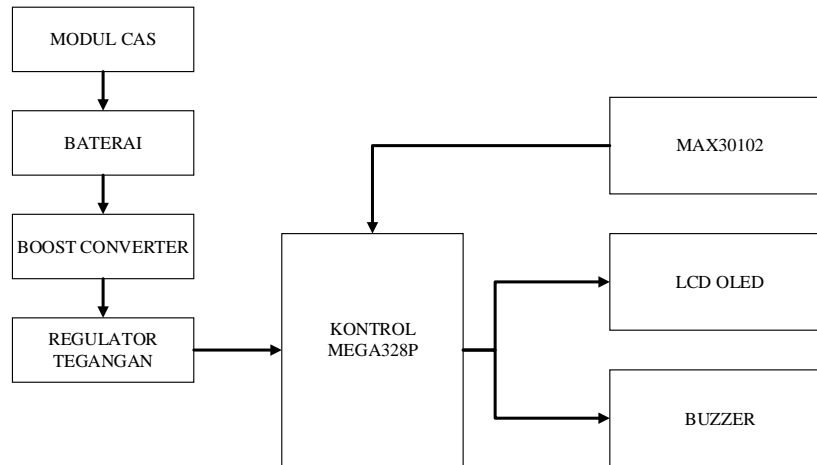 MODUL CAS
BATERAI
BOOST CONVERTER
REGULATOR
TEGANGAN
KONTROL
MEGA328P
MAX30102
LCD OLED
BUZZER